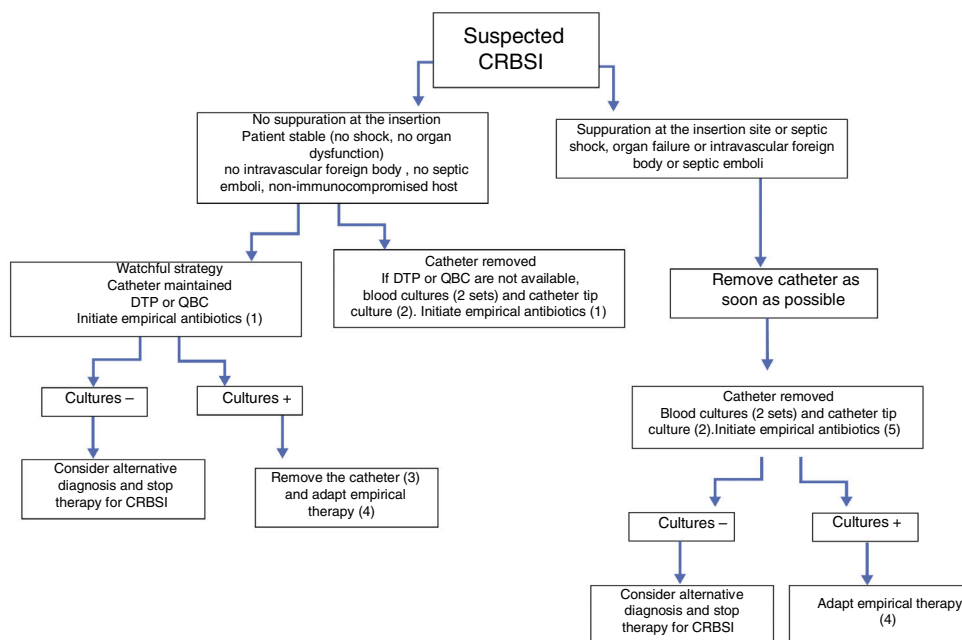 Suspected
CRBSI
No suppuration at the insertion
Patient stable (no shock, no organ
dysfunction)
no intravascular foreign body , no septic
emboli, non-immunocompromised host
Suppuration at the insertion site or septic
shock, organ failure or intravascular foreign
body or septic emboli
Watchful strategy
Catheter maintained
DTP or QBC
Initiate empirical antibiotics (1)
Catheter removed
If DTP or QBC are not available,
blood cultures (2 sets) and catheter tip
culture (2). Initiate empirical antibiotics (1)
Remove catheter as
soon as possible
Cultures –
Cultures +
Consider alternative
diagnosis and stop
therapy for CRBSI
Remove the catheter (3)
and adapt empirical
therapy (4)
Catheter removed
Blood cultures (2 sets) and catheter tip
culture (2).Initiate empirical antibiotics (5)
Cultures –
Cultures +
Consider alternative
diagnosis and stop
therapy for CRBSI
Adapt empirical therapy
(4)